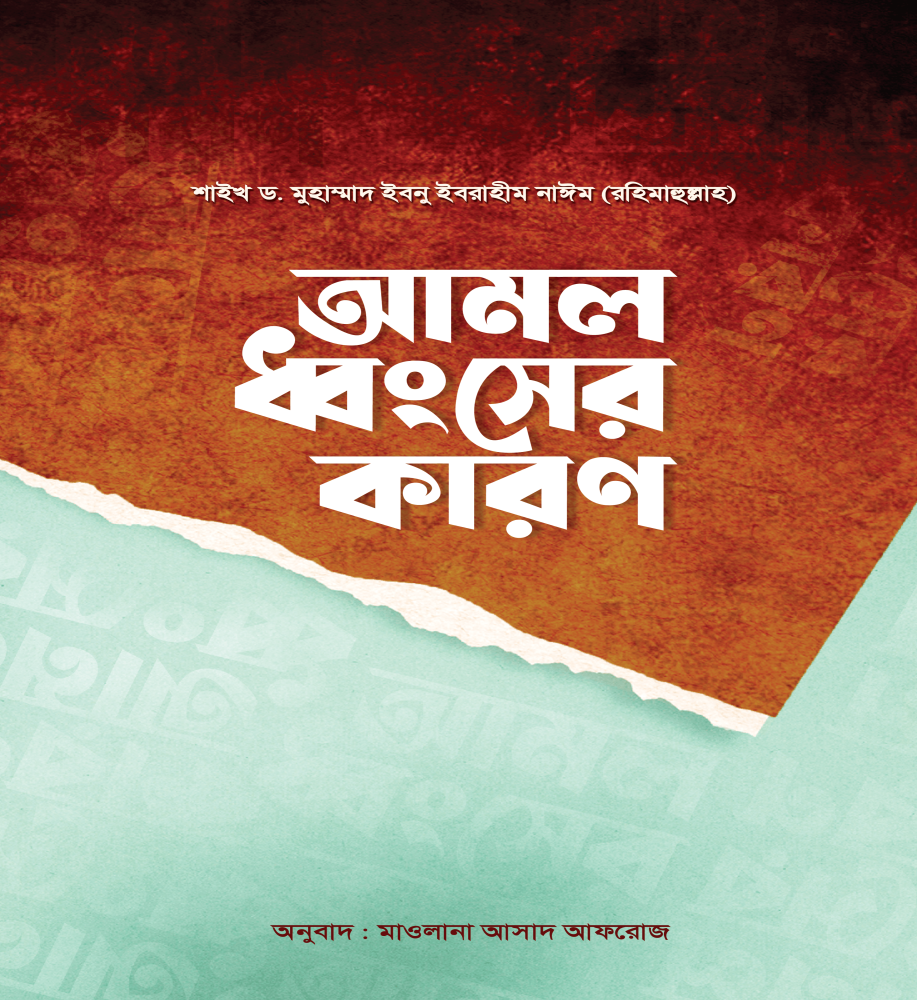 শাইখ ড. মুহাম্মাদ ইবনু ইবরাহীম নাঈম (রহিমাহুল্লাহ)
আমল
ধ্বংসের
কারণ
অনুবাদ : মাওলানা আসাদ আফরোজ